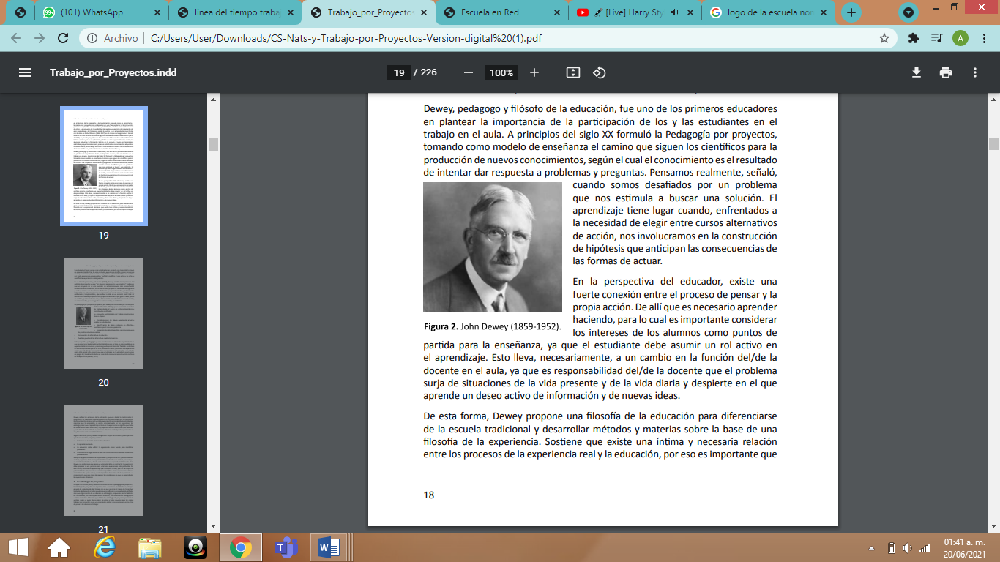 (101) WhatsApp
linea del tiempo traba
Trabajo_por_Proyectos
Escuela en Red
[Live] Harry Sty
logo de la escuela nor
Archivo
C:/Users/User/Downloads/CS-Nats-y-Trabajo-por-Proyectos-Version-digital%20(1).pdf
A
Trabajo_por_Proyectos.indd
19 / 226
100%
19
20
21
Dewey, pedagogo y filósofo de la educación, fue uno de los primeros educadores
en plantear la importancia de la participación de los y las estudiantes en el
trabajo en el aula. A principios del siglo XX formuló la Pedagogía por proyectos,
tomando como modelo de enseñanza el camino que siguen los científicos para la
producción de nuevos conocimientos, según el cual el conocimiento es el resultado
de intentar dar respuesta a problemas y preguntas. Pensamos realmente, señaló,
cuando somos desafiados por un problema
que nos estimula a buscar una solución. El
aprendizaje tiene lugar cuando, enfrentados a
la necesidad de elegir entre cursos alternativos
de acción, nos involucramos en la construcción
de hipótesis que anticipan las consecuencias de
las formas de actuar.
En la perspectiva del educador, existe una
fuerte conexión entre el proceso de pensar y la
propia acción. De allí que es necesario aprender
haciendo, para lo cual es importante considerar
los intereses de los alumnos como puntos de
Figura 2. John Dewey (1859-1952).
partida para la enseñanza, ya que el estudiante debe asumir un rol activo en
el aprendizaje. Esto lleva, necesariamente, a un cambio en la función del/de la
docente en el aula, ya que es responsabilidad del/de la docente que el problema
surja de situaciones de la vida presente y de la vida diaria y despierte en el que
aprende un deseo activo de información y de nuevas ideas.
De esta forma, Dewey propone una filosofía de la educación para diferenciarse
de la escuela tradicional y desarrollar métodos y materias sobre la base de una
filosofía de la experiencia. Sostiene que existe una íntima y necesaria relación
entre los procesos de la experiencia real y la educación, por eso es importante que
18
01:41 a. m.
20/06/2021